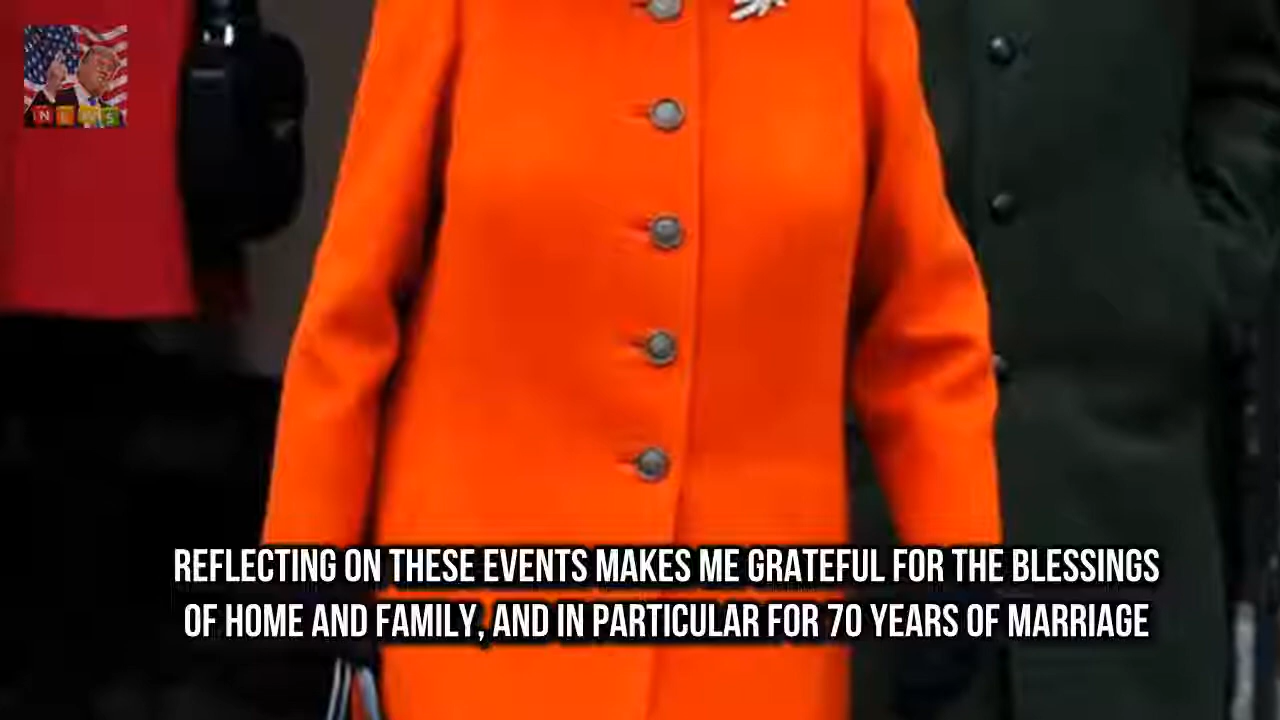 NEWS
REFLECTING ON THESE EVENTS MAKES ME GRATEFUL FOR THE BLESSINGS
OF HOME AND FAMILY, AND IN PARTICULAR FOR 70 YEARS OF MARRIAGE